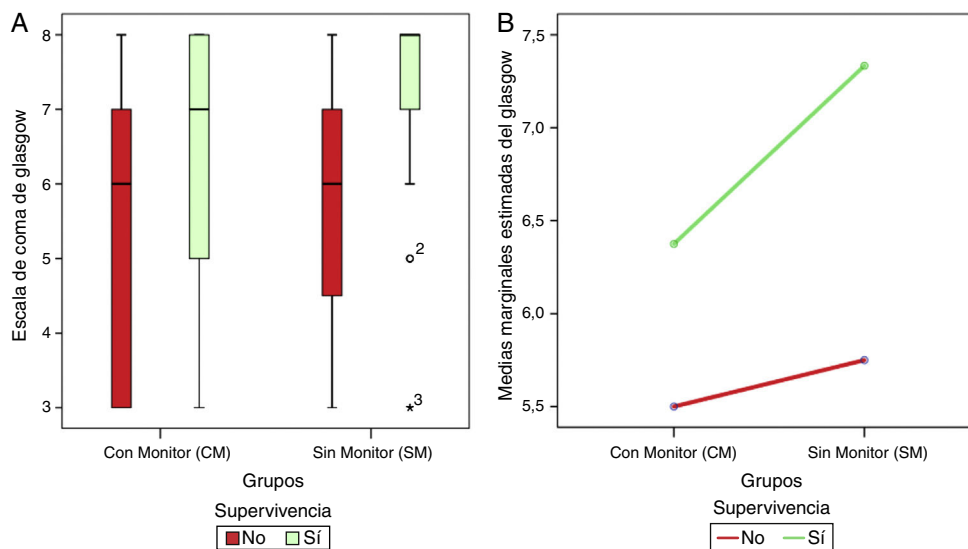 A
Escala de coma de glasgow
8
7
6
5
4
3
2
3
Con Monitor (CM)
Sin Monitor (SM)
Grupos
Supervivencia
No
Sí
B
Medias marginales estimadas del glasgow
7,5
7,0
6,5
6,0
5,5
Con Monitor (CM)
Sin Monitor (SM)
Grupos
Supervivencia
No
Sí